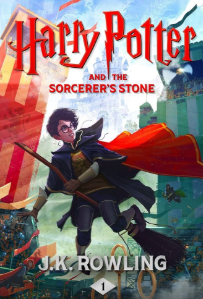 Harry Potter
AND THE
SORCERER'S STONE
J.K. ROWLING
1